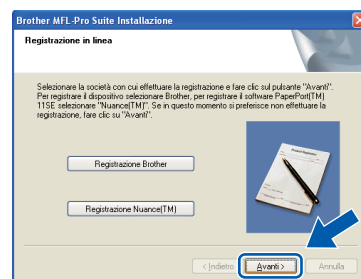 Brother MFL-Pro Suite Installazione
Registrazione in linea
Selezionare la società con cui effettuare la registrazione e fare clic sul pulsante "Avanti".
Per registrare il dispositivo selezionare Brother, per registrare il software PaperPort(TM)
11SE selezionare "Nuance(TM)". Se in questo momento si preferisce non effettuare la
registrazione, fare clic su "Avanti".
Registrazione Brother
Product Registration
Registrazione Nuance(TM)
< Indietro
Avanti >
Annulla